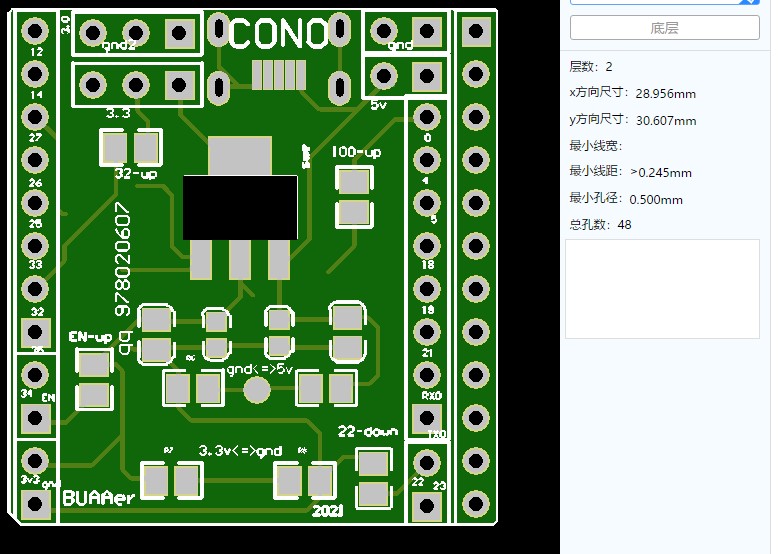 gnd2
CONO
gnd
12
3.3
5v
14
27
0
100-up
32-up
26
4
25
5
978020607
33
18
32
19
qq
EN-up
21
gnd<=>5v
34
EN
RX0
TX0
22-down
3.3v<=>gnd
3v3
gnd
22
23
BUAAer
2021
底层
层数: 2
x方向尺寸: 28.956mm
y方向尺寸: 30.607mm
最小线宽:
最小线距: >0.245mm
最小孔径: 0.500mm
总孔数: 48